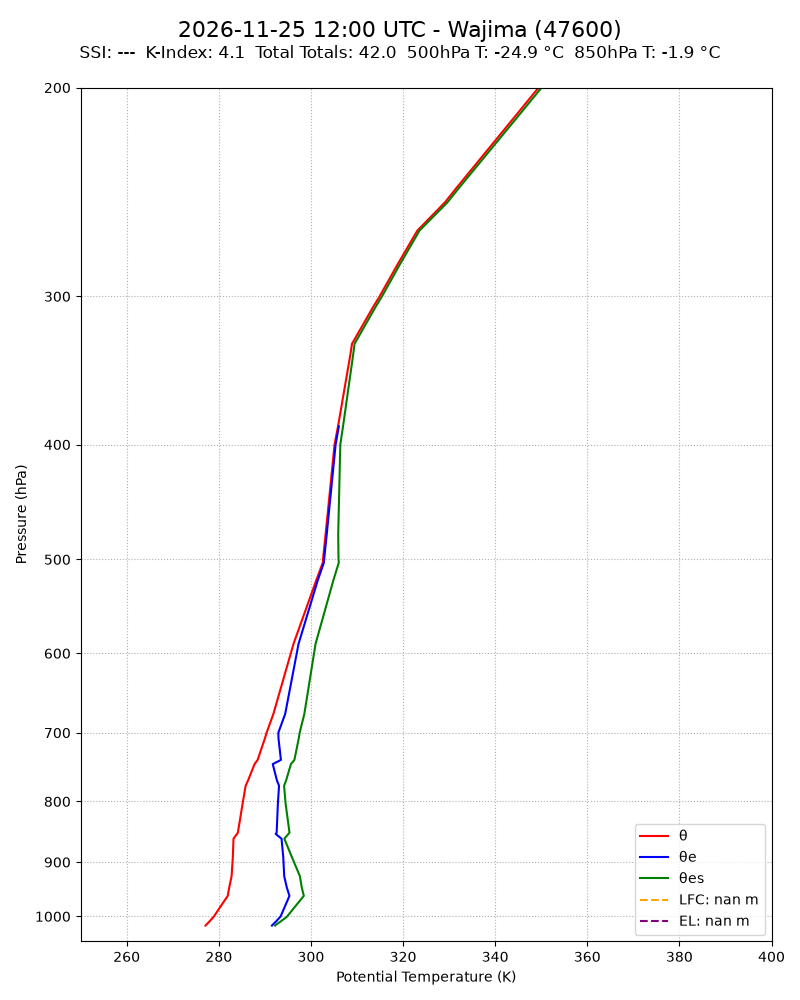 2026-11-25 12:00 UTC - Wajima (47600)
SSI: --- K-Index: 4.1 Total Totals: 42.0 500hPa T: -24.9 °C 850hPa T: -1.9 °C
200
300
400
500
600
700
800
900
1000
Pressure (hPa)
260 280 300 320 340 360 380 400
Potential Temperature (K)
θ
θe
θes
LFC: nan m
EL: nan m